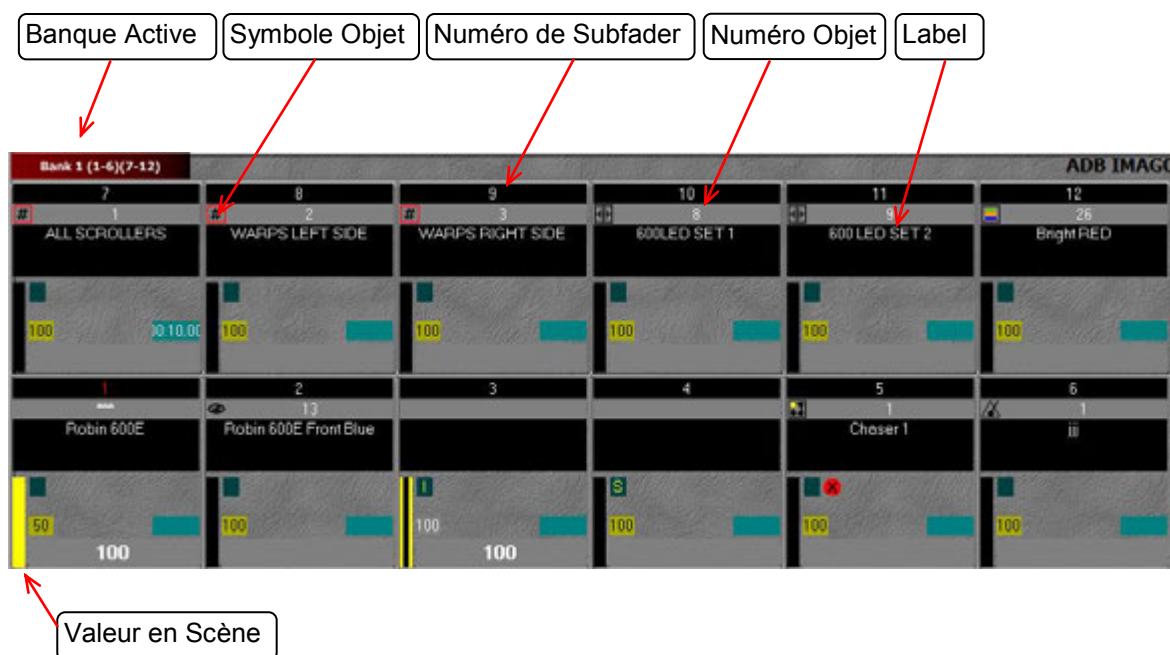 Banque Active
Symbole Objet
Numéro de Subfader
Numéro Objet
Label
Bank 1 (1-6)(7-12)
ADB IMAGO
7 8 9 10 11 12
# 1 # 2 # 3 8 9 26
ALL SCROLLERS WARPS LEFT SIDE WARPS RIGHT SIDE 600LED SET 1 600 LED SET 2 Bright RED
100 00:10.00 100 100 100 100 100
1 2 3 4 5 6
*** 13 1 1
Robin 600E Robin 600E Front Blue Chaser 1 jjj
I S X
50 100 100 100 100 100
100 100
Valeur en Scène